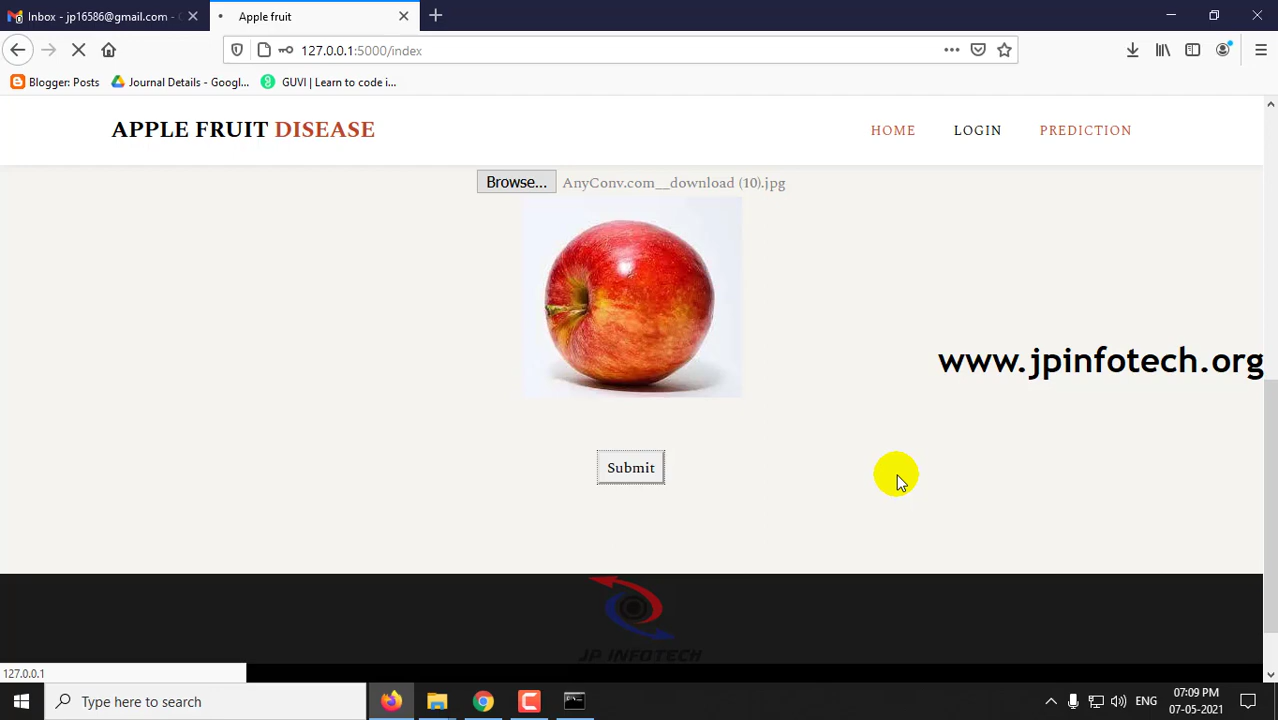 Inbox - jp16586@gmail.com -
Apple fruit
127.0.0.1:5000/index
Blogger: Posts
Journal Details - Googl...
GUVI | Learn to code i...
APPLE FRUIT DISEASE
HOME
LOGIN
PREDICTION
Browse...
AnyConv.com__download (10).jpg
www.jpinfotech.org
Submit
JP INFOTECH
127.0.0.1
Type here to search
ENG
07:09 PM
07-05-2021